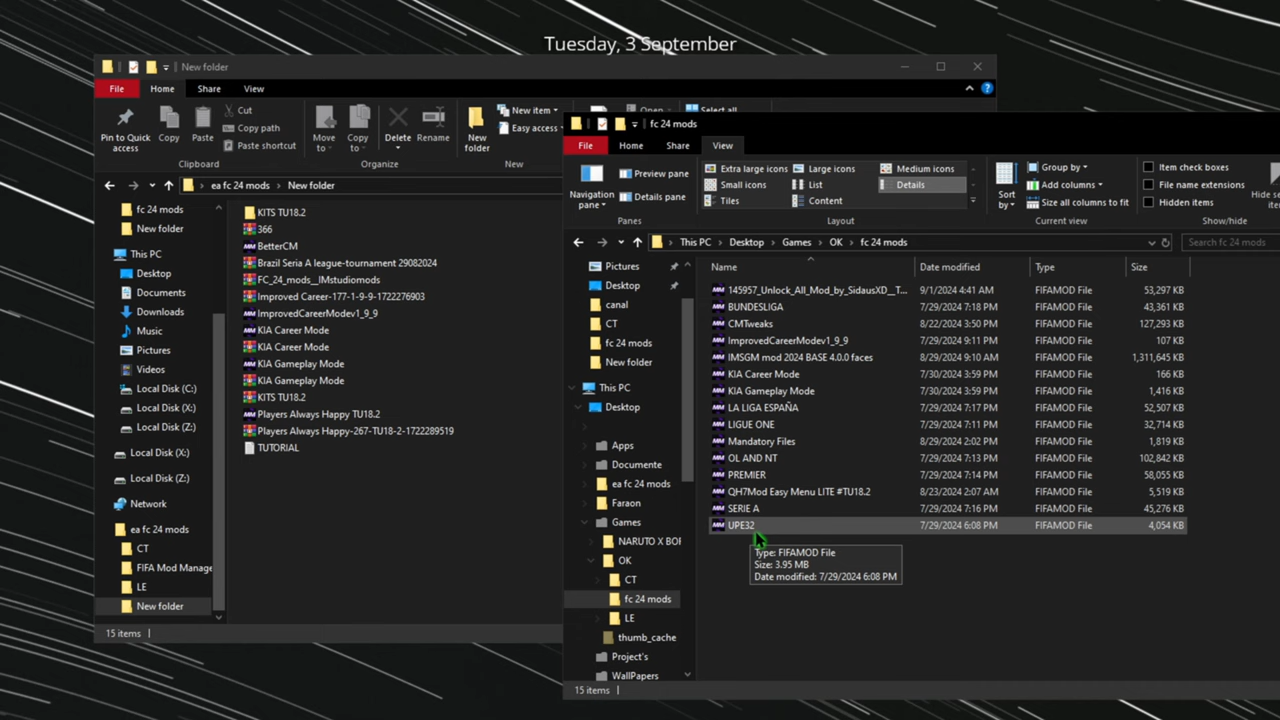 Tuesday, 3 September
New folder
File Home Share View
Pin to Quick access
Copy
Paste
Cut
Copy path
Paste shortcut
Clipboard
Move to
Copy to
Delete
Rename
Organize
New folder
New item
Easy access
New
Open
Select all
ea fc 24 mods > New folder
fc 24 mods
New folder
This PC
Desktop
Documents
Downloads
Music
Pictures
Videos
Local Disk (C:)
Local Disk (X:)
Local Disk (Z:)
Local Disk (X:)
Local Disk (Z:)
Network
ea fc 24 mods
CT
FIFA Mod Manage
LE
New folder
KITS TU18.2
366
BetterCM
Brazil Seria A league-tournament 29082024
FC_24_mods__IMstudiomods
Improved Career-177-1-9-9-1722276903
ImprovedCareerModev1_9_9
KIA Career Mode
KIA Career Mode
KIA Gameplay Mode
KIA Gameplay Mode
KITS TU18.2
Players Always Happy TU18.2
Players Always Happy-267-TU18-2-1722289519
TUTORIAL
15 items
fc 24 mods
File Home Share View
Navigation pane
Preview pane
Details pane
Panes
Extra large icons Large icons Medium icons
Small icons List Details
Tiles Content
Layout
Sort by
Group by
Add columns
Size all columns to fit
Current view
Item check boxes
File name extensions
Hidden items
Hide se
Show/hide
This PC > Desktop > Games > OK > fc 24 mods
Search fc 24 mods
Pictures
Desktop
canal
CT
fc 24 mods
New folder
This PC
Desktop
Apps
Documente
ea fc 24 mods
Faraon
Games
NARUTO X BOF
OK
CT
fc 24 mods
LE
thumb_cache
Project's
WallPapers
Name Date modified Type Size
145957_Unlock_All_Mod_by_SidausXD__T... 9/1/2024 4:41 AM FIFAMOD File 53,297 KB
BUNDESLIGA 7/29/2024 7:18 PM FIFAMOD File 43,361 KB
CMTweaks 8/22/2024 3:50 PM FIFAMOD File 127,293 KB
ImprovedCareerModev1_9_9 7/29/2024 9:11 PM FIFAMOD File 107 KB
IMSGM mod 2024 BASE 4.0.0 faces 8/29/2024 9:10 AM FIFAMOD File 1,311,645 KB
KIA Career Mode 7/30/2024 3:59 PM FIFAMOD File 166 KB
KIA Gameplay Mode 7/30/2024 3:59 PM FIFAMOD File 1,416 KB
LA LIGA ESPAÑA 7/29/2024 7:17 PM FIFAMOD File 52,507 KB
LIGUE ONE 7/29/2024 7:11 PM FIFAMOD File 32,714 KB
Mandatory Files 8/29/2024 2:02 PM FIFAMOD File 1,819 KB
OL AND NT 7/29/2024 7:13 PM FIFAMOD File 102,842 KB
PREMIER 7/29/2024 7:14 PM FIFAMOD File 58,055 KB
QH7Mod Easy Menu LITE #TU18.2 8/23/2024 2:07 AM FIFAMOD File 5,519 KB
SERIE A 7/29/2024 7:16 PM FIFAMOD File 45,276 KB
UPE32 7/29/2024 6:08 PM FIFAMOD File 4,054 KB
Type: FIFAMOD File
Size: 3.95 MB
Date modified: 7/29/2024 6:08 PM
15 items